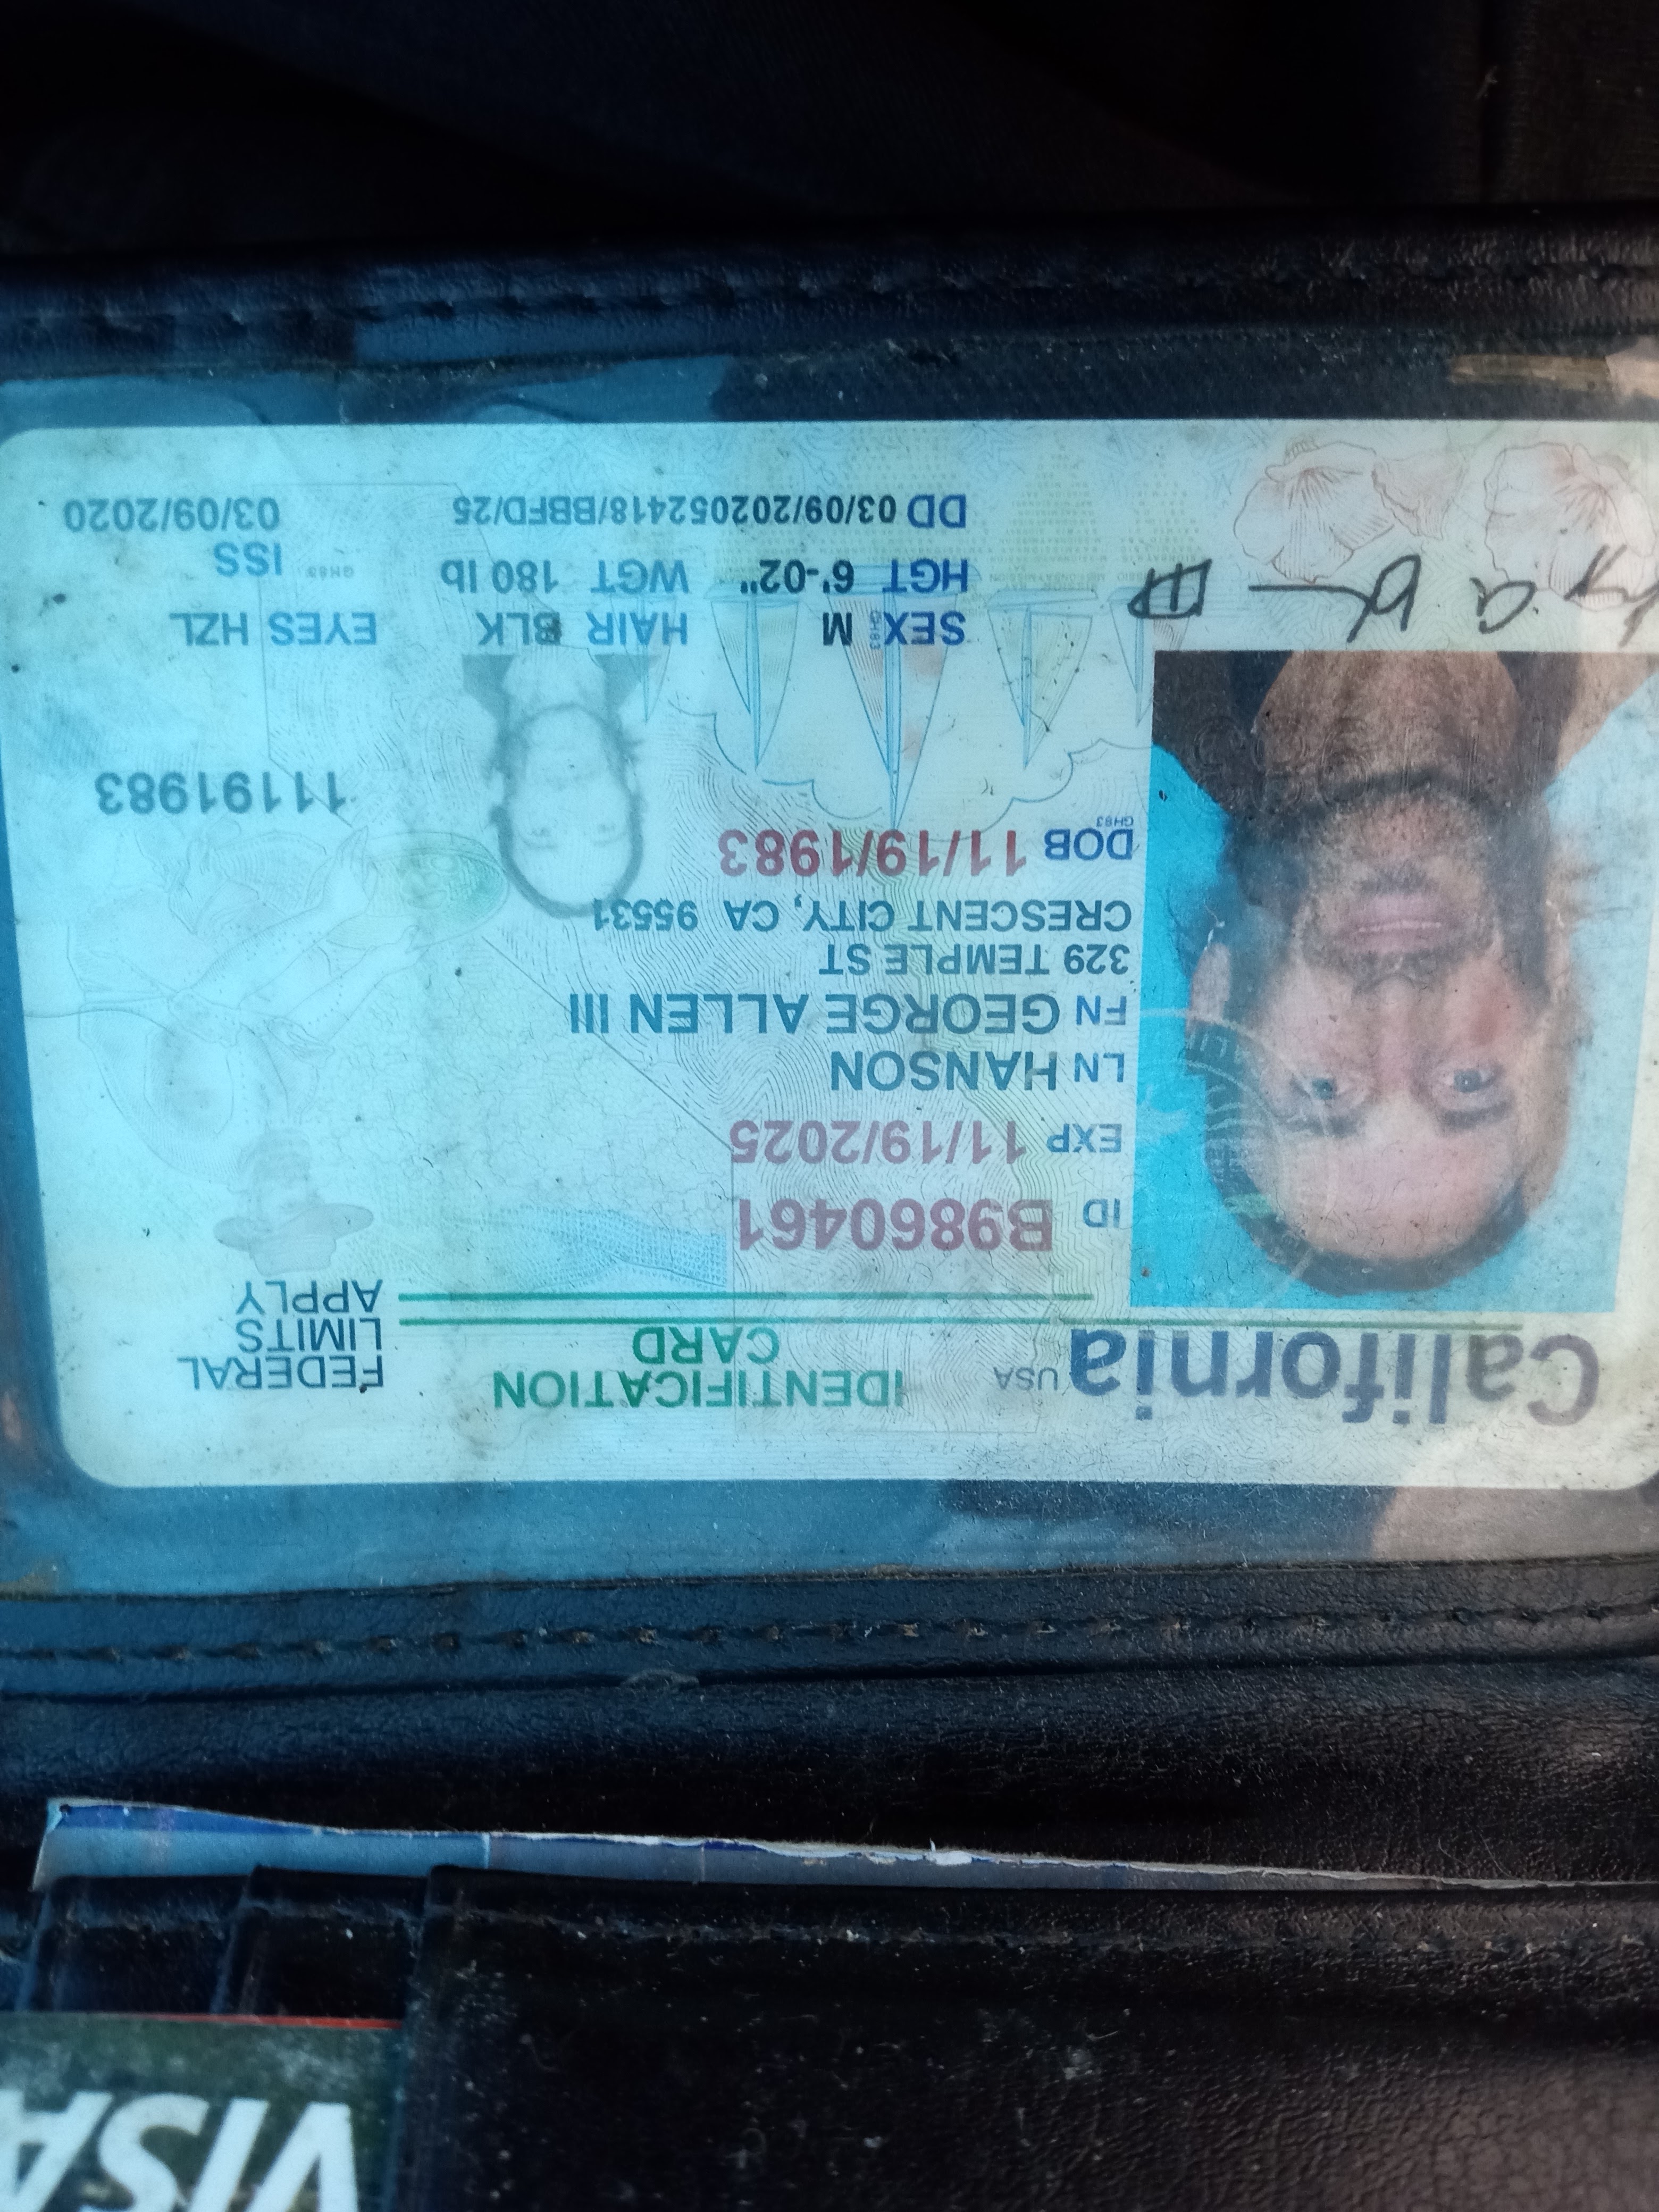 California USA IDENTIFICATION CARD
FEDERAL LIMITS APPLY
ID B9860461
EXP 11/19/2025
LN HANSON
FN GEORGE ALLEN III
329 TEMPLE ST
CRESCENT CITY, CA 95531
DOB 11/19/1983
GH83
11191983
SEX M HAIR BLK EYES HZL
HGT 6'-02" WGT 180 lb
ISS
DD 03/09/202052418/BBFD/25 03/09/2020
VISA